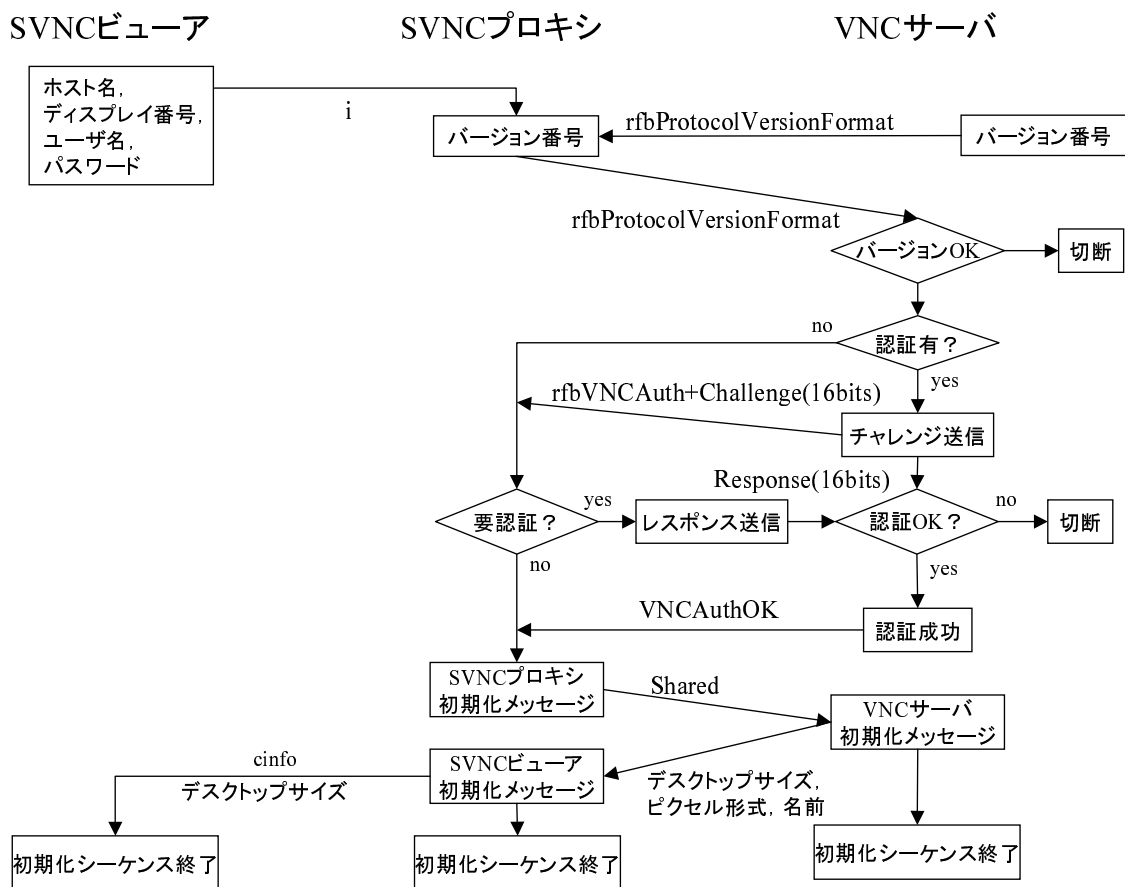 SVNCビューア
SVNCプロキシ
VNCサーバ
ホスト名,
ディスプレイ番号,
ユーザ名,
パスワード
i
バージョン番号
rfbProtocolVersionFormat
バージョン番号
rfbProtocolVersionFormat
バージョンOK
切断
no
認証有？
yes
rfbVNCAuth+Challenge(16bits)
チャレンジ送信
Response(16bits)
要認証？
yes
レスポンス送信
認証OK？
no
切断
no
yes
VNCAuthOK
認証成功
SVNCプロキシ
初期化メッセージ
Shared
VNCサーバ
初期化メッセージ
cinfo
デスクトップサイズ
SVNCビューア
初期化メッセージ
デスクトップサイズ,
ピクセル形式, 名前
初期化シーケンス終了
初期化シーケンス終了
初期化シーケンス終了